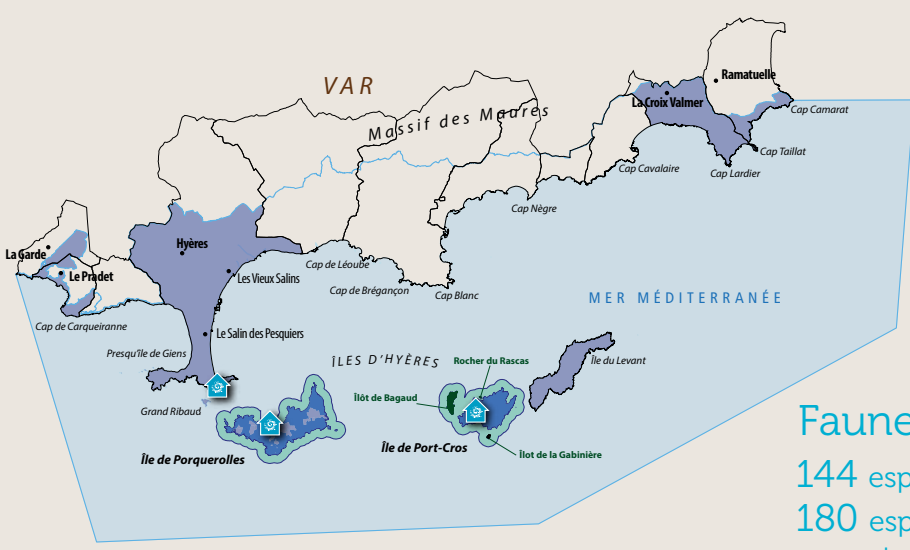 VAR
Massif des Maures
Ramatuelle
La Croix Valmer
Cap Camarat
Cap Taillat
Cap Lardier
Cap Cavalaire
Cap Nègre
La Garde
Le Pradet
Hyères
Les Vieux Salins
Cap de Léoube
Cap de Brégançon
Cap Blanc
MER MÉDITERRANÉE
Cap de Carqueiranne
Le Salin des Pesquiers
Presqu'île de Giens
ÎLES D'HYÈRES
Rocher du Rascas
Île du Levant
Îlôt de Bagaud
Grand Ribaud
Île de Porquerolles
Île de Port-Cros
Îlot de la Gabinière
Faune
144 esp
180 esp